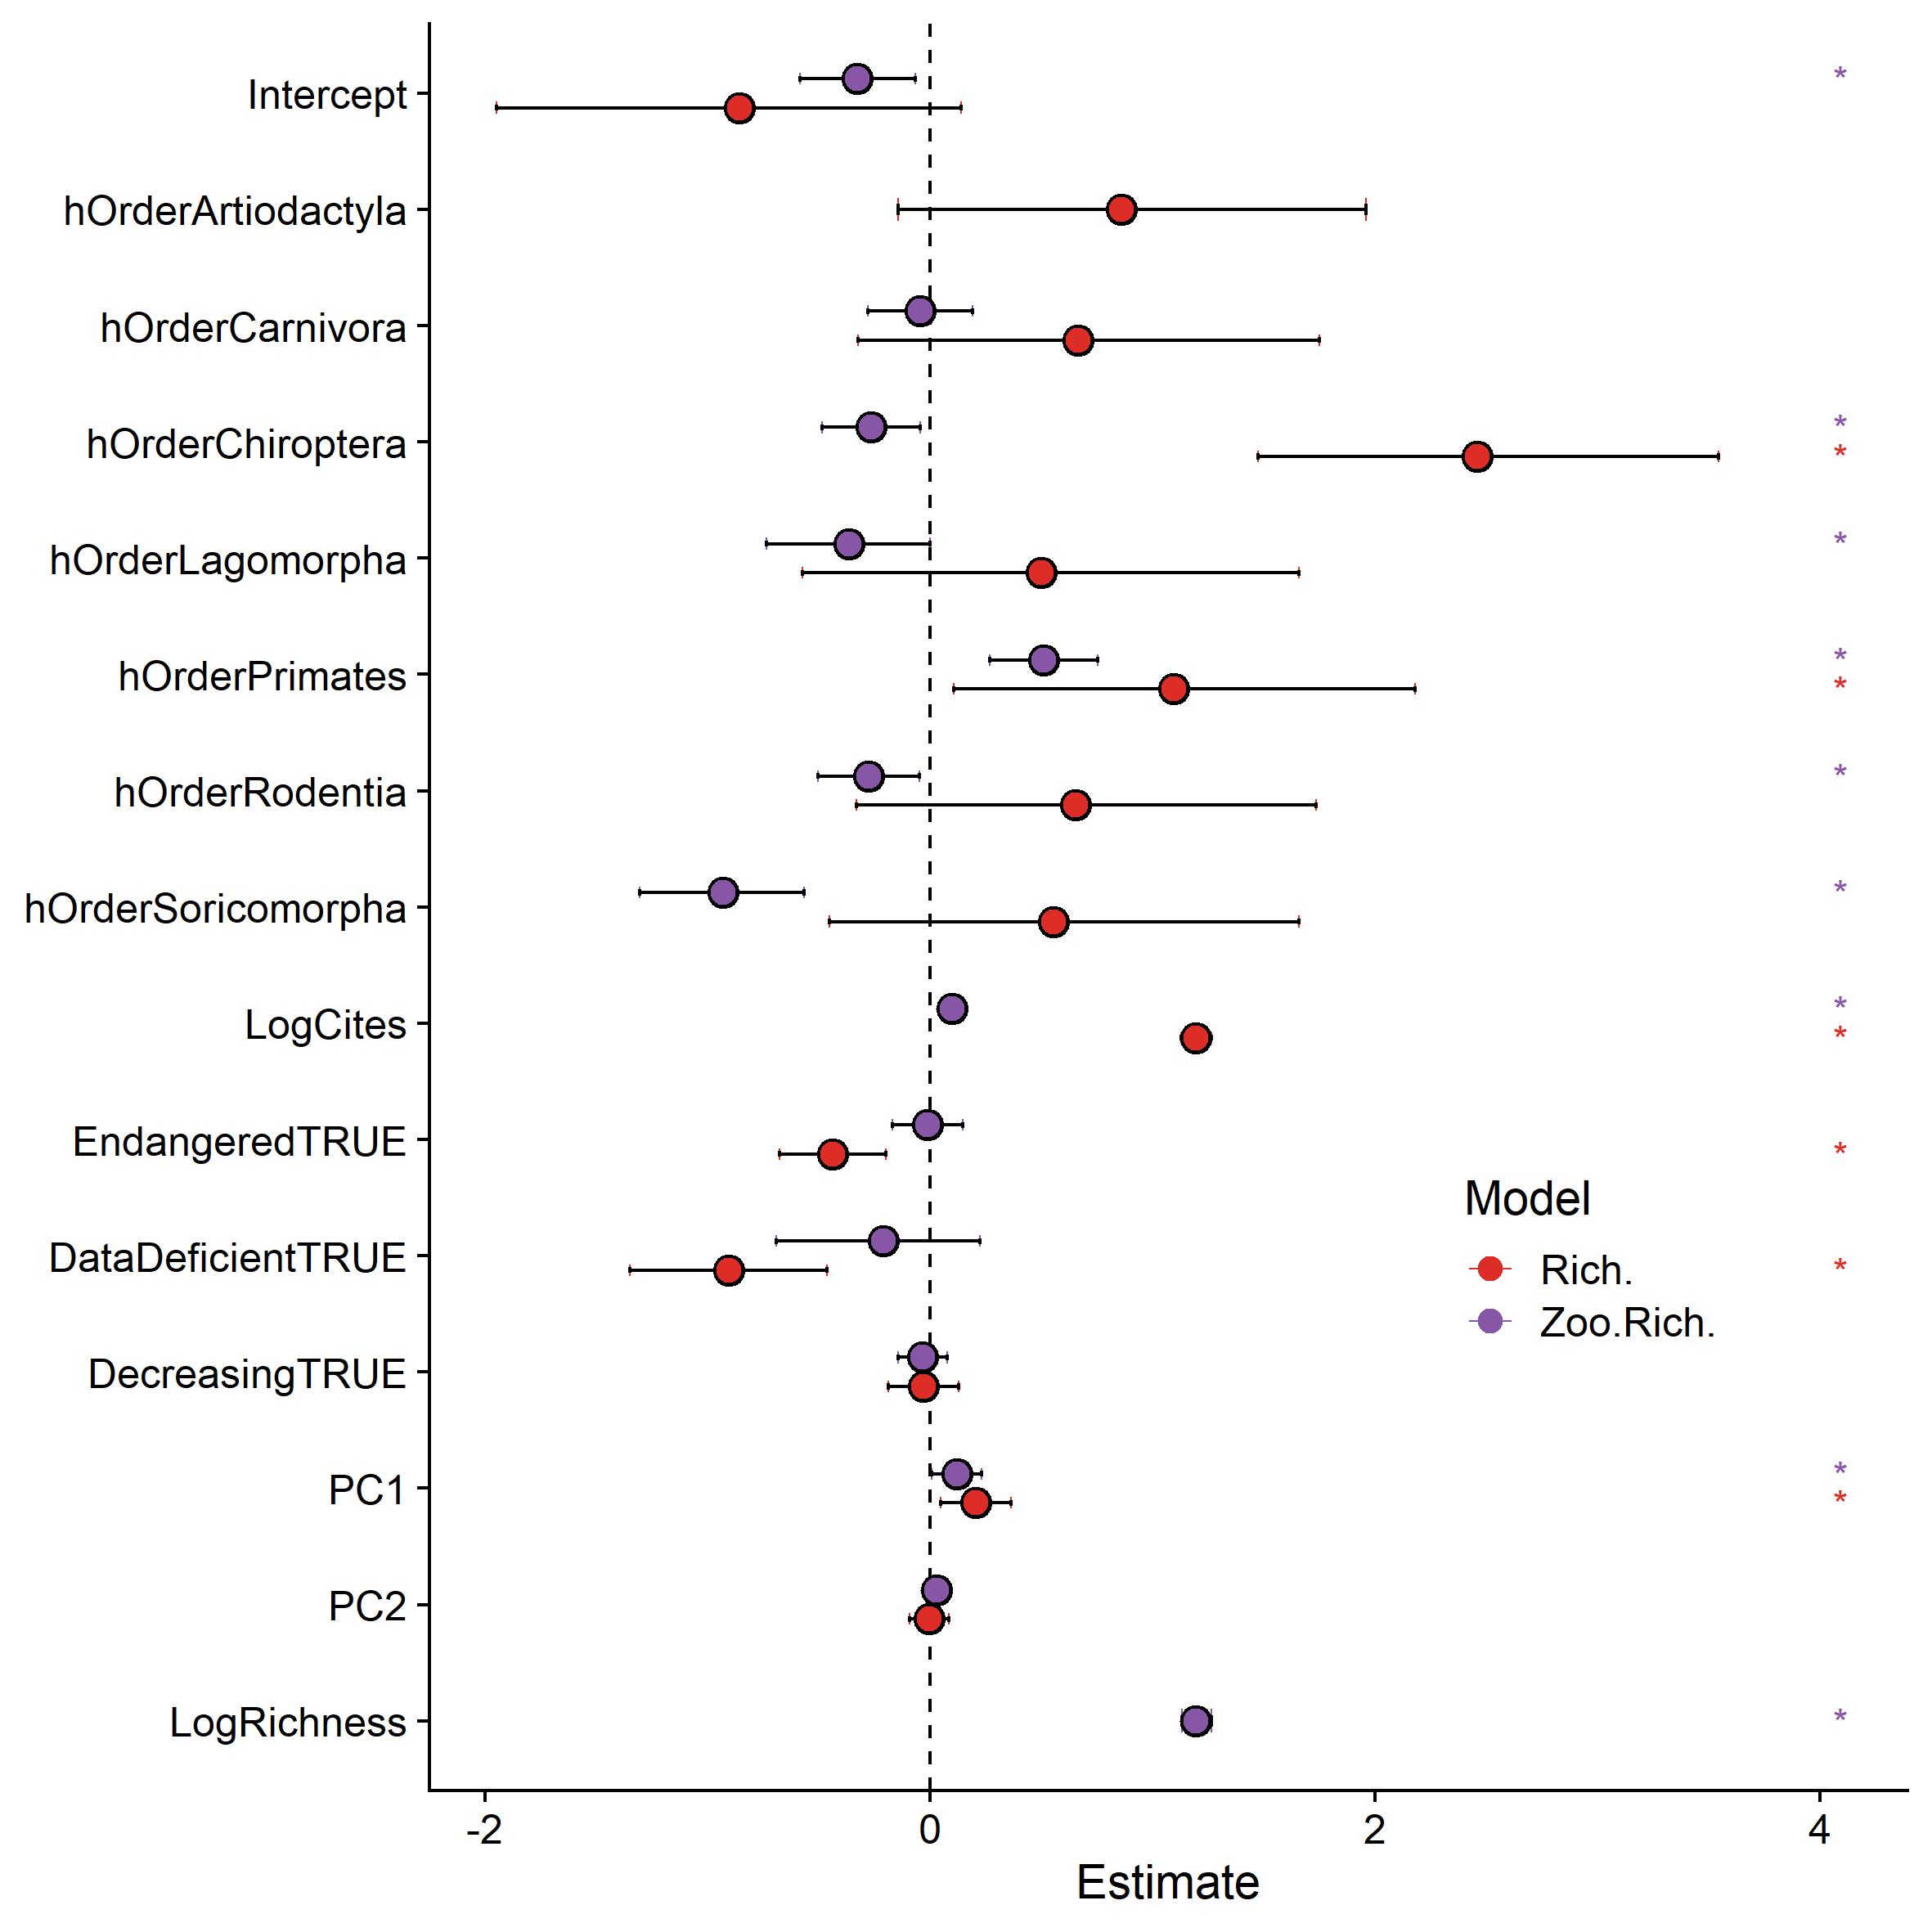 Intercept
*
hOrderArtiodactyla
hOrderCarnivora
hOrderChiroptera
*
*
hOrderLagomorpha
*
hOrderPrimates
*
*
hOrderRodentia
*
hOrderSoricomorpha
*
LogCites
*
*
EndangeredTRUE
*
Model
DataDeficientTRUE
Rich.
*
Zoo.Rich.
DecreasingTRUE
PC1
*
*
PC2
LogRichness
*
-2 0 2 4
Estimate